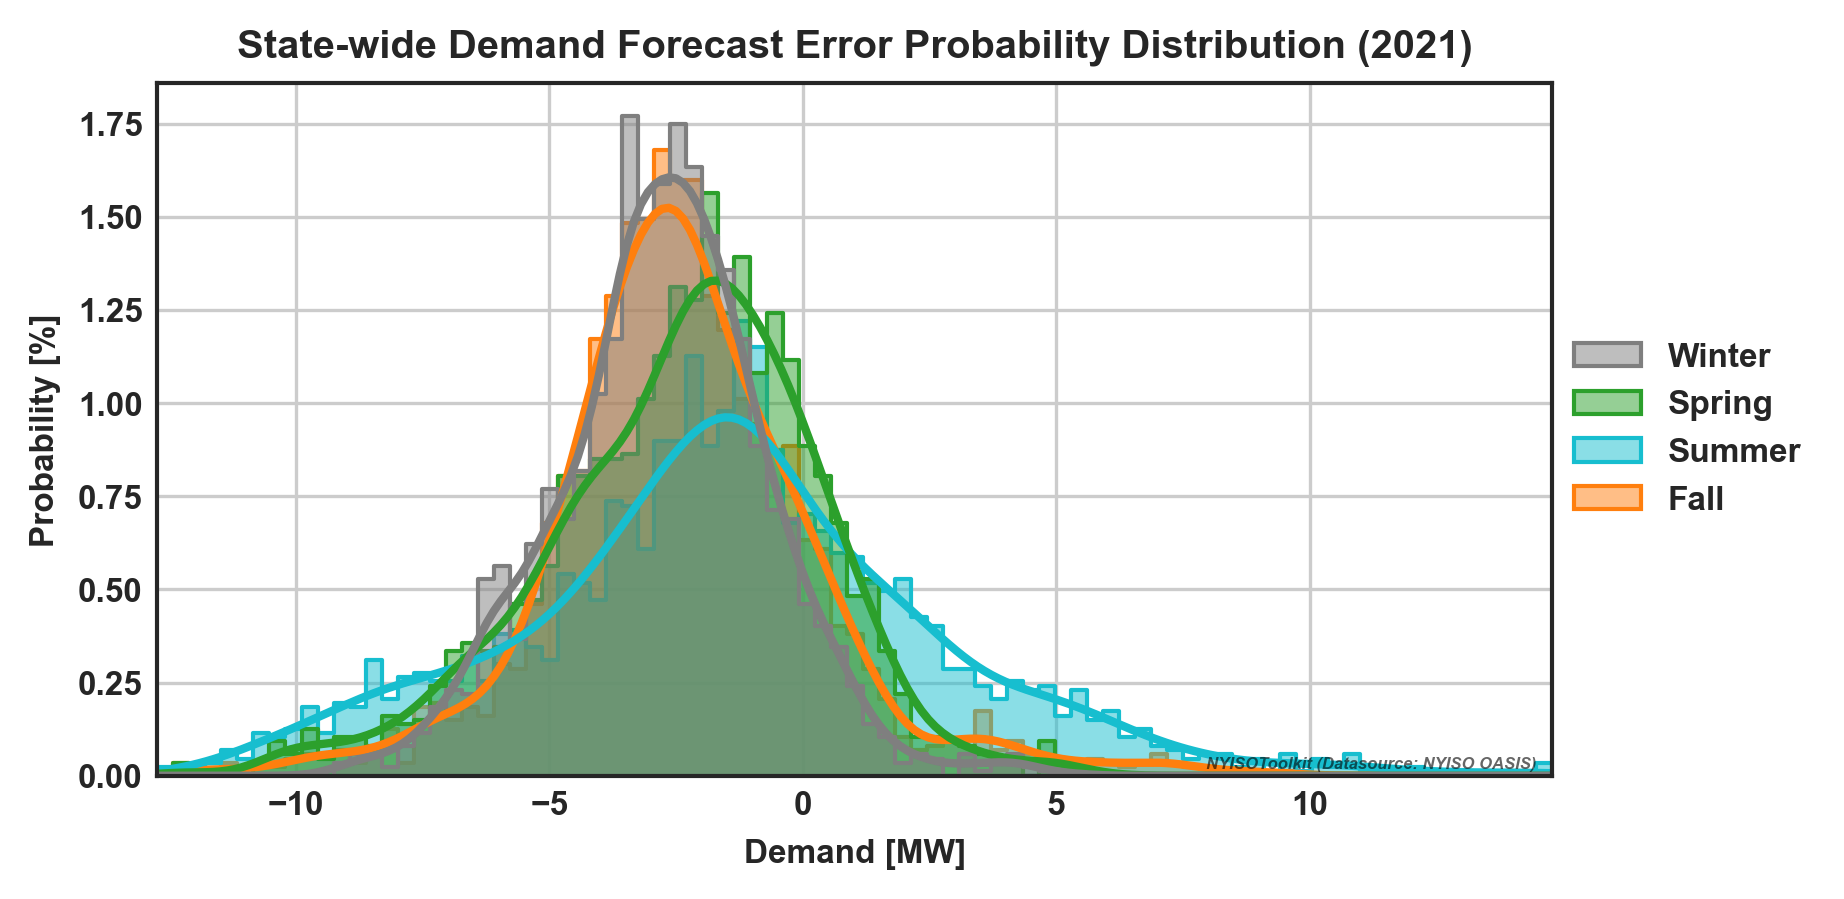 State-wide Demand Forecast Error Probability Distribution (2021)
Probability [%]
1.75
1.50
1.25
1.00
0.75
0.50
0.25
0.00
−10
−5
0
5
10
Demand [MW]
Winter
Spring
Summer
Fall
NYISOToolkit (Datasource: NYISO OASIS)